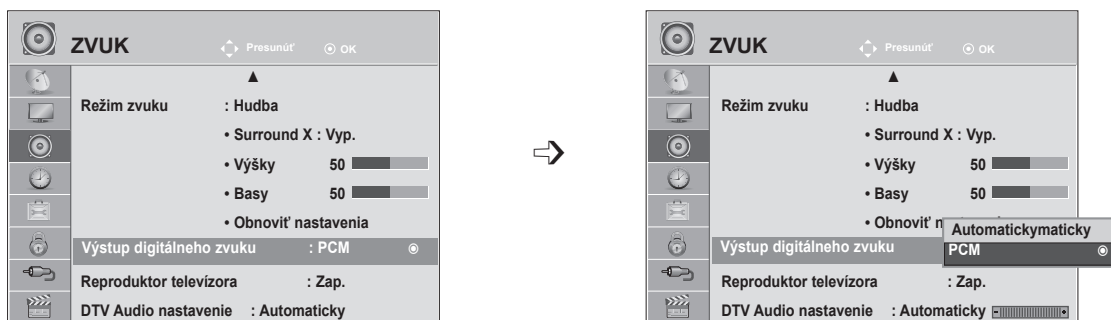 ZVUK
Presunúť
OK
Režim zvuku : Hudba
• Surround X : Vyp.
• Výšky 50
• Basy 50
• Obnoviť nastavenia
Výstup digitálneho zvuku : PCM
Reproduktor televízora : Zap.
DTV Audio nastavenie : Automaticky
ZVUK
Presunúť
OK
Režim zvuku : Hudba
• Surround X : Vyp.
• Výšky 50
• Basy 50
• Obnoviť
Automatickymaticky
Výstup digitálneho zvuku
PCM
Reproduktor televízora : Zap.
DTV Audio nastavenie : Automaticky